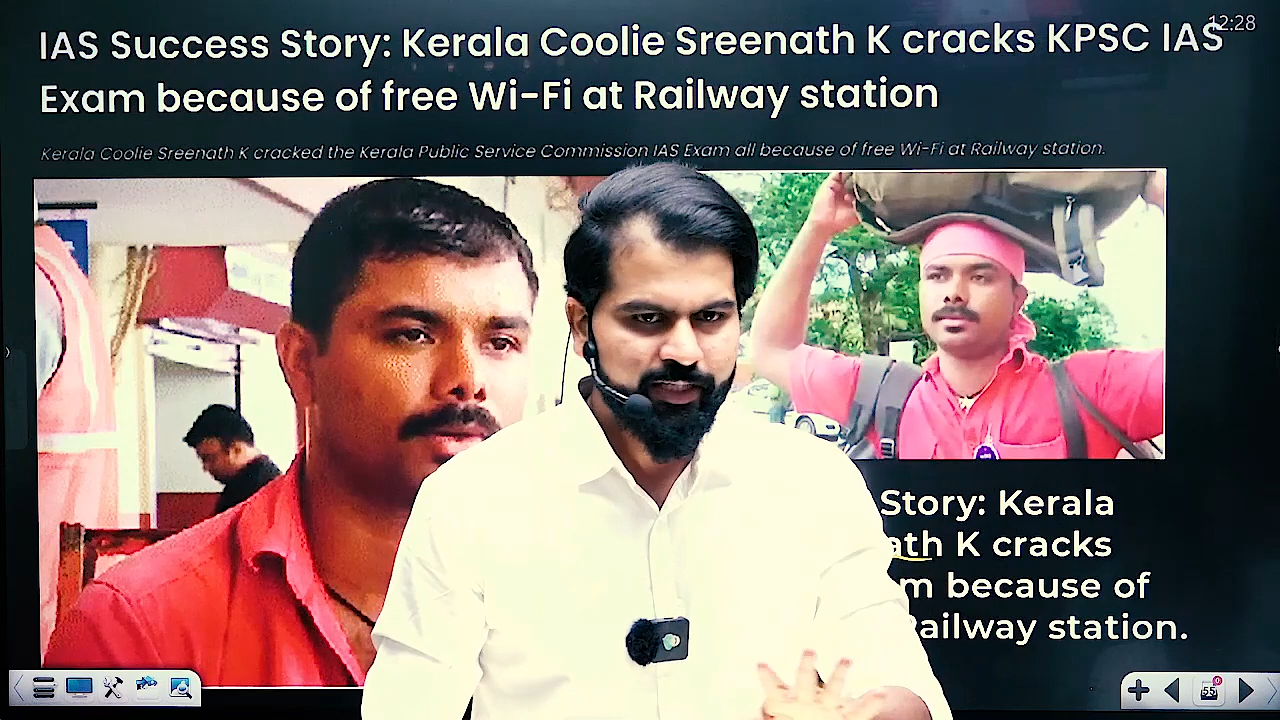 12:28
IAS Success Story: Kerala Coolie Sreenath K cracks KPSC IAS
Exam because of free Wi-Fi at Railway station
Kerala Coolie Sreenath K cracked the Kerala Public Service Commission IAS Exam all because of free Wi-Fi at Railway station.
Story: Kerala
ath K cracks
m because of
Railway station.
55